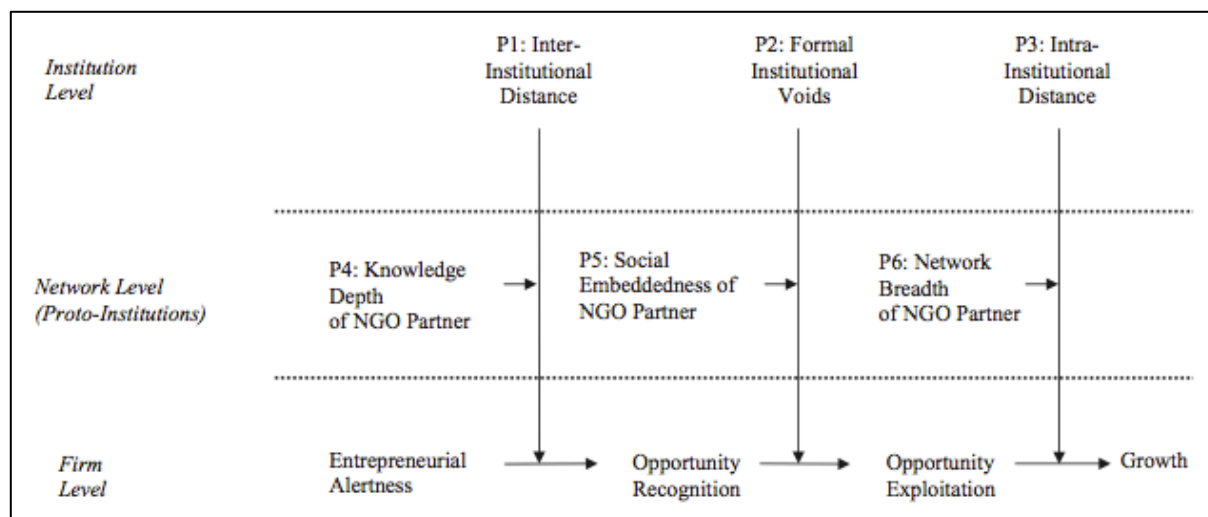 Institution
Level
P1: Inter-
Institutional
Distance
P2: Formal
Institutional
Voids
P3: Intra-
Institutional
Distance
Network Level
(Proto-Institutions)
P4: Knowledge
Depth
of NGO Partner
P5: Social
Embeddedness of
NGO Partner
P6: Network
Breadth
of NGO Partner
Firm
Level
Entrepreneurial
Alertness
Opportunity
Recognition
Opportunity
Exploitation
Growth